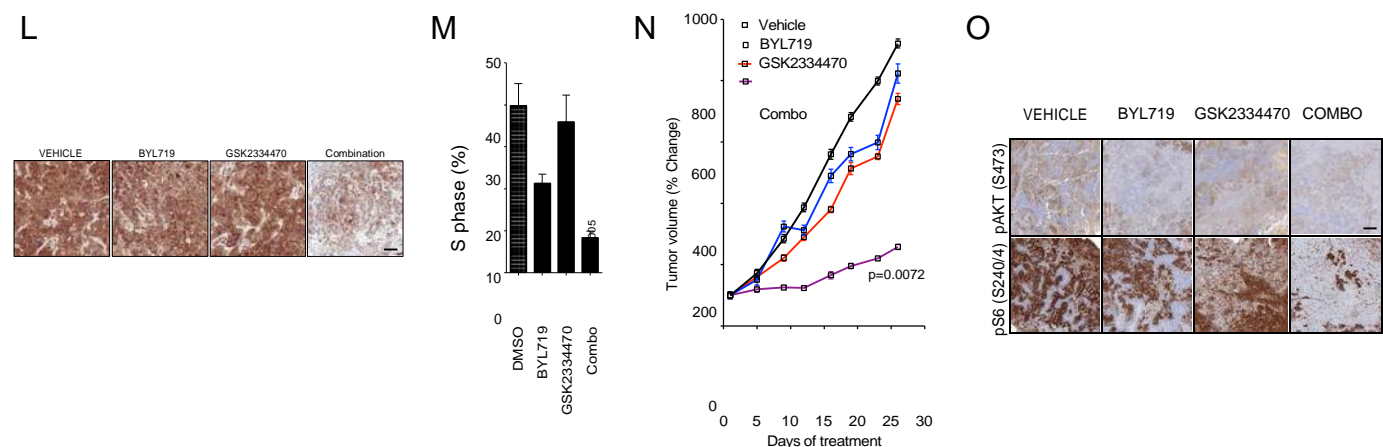 L
VEHICLE BYL719 GSK2334470 Combination
M
S phase (%)
50
40
30
20
10
0
DMSO
BYL719
GSK2334470
Combo
N
Tumor volume (% Change)
1000
800
600
400
200
0
Vehicle
BYL719
GSK2334470
Combo
p=0.0072
0 5 10 15 20 25 30
Days of treatment
O
VEHICLE BYL719 GSK2334470 COMBO
pAKT (S473)
pS6 (S240/4)